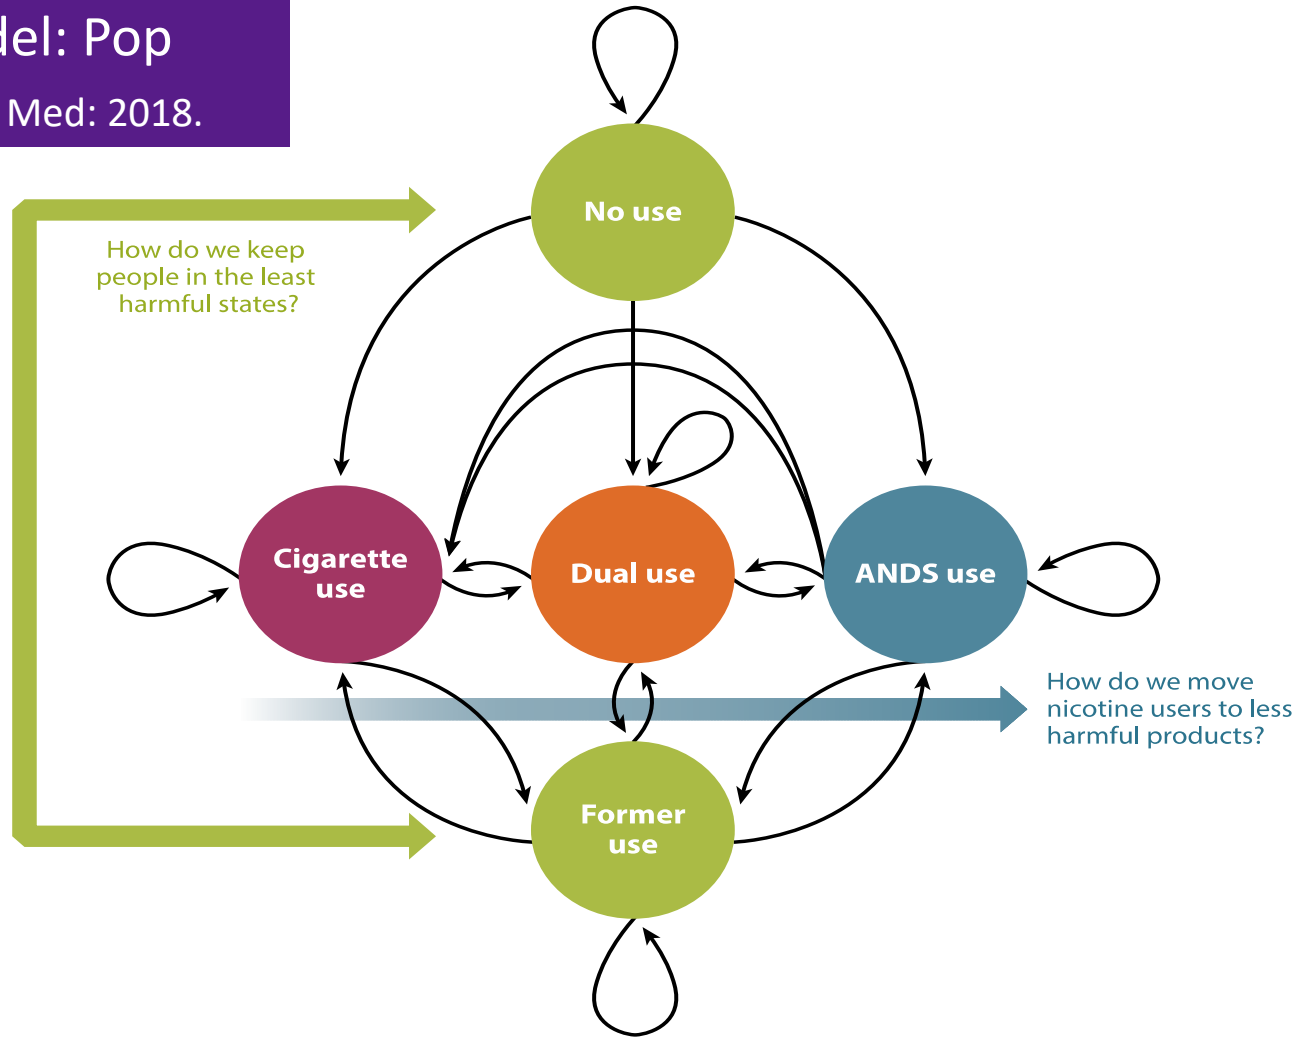 del: Pop
Med: 2018.
No use
How do we keep
people in the least
harmful states?
Cigarette
use
Dual use
ANDS use
How do we move
nicotine users to less
harmful products?
Former
use